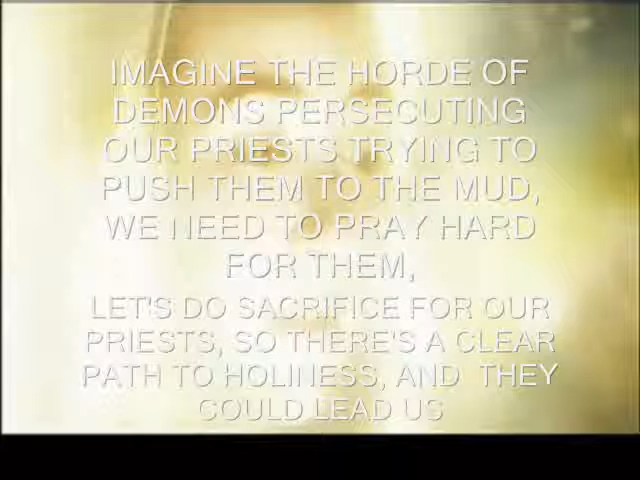 IMAGINE THE HORDE OF
DEMONS PERSECUTING
OUR PRIESTS TRYING TO
PUSH THEM TO THE MUD,
WE NEED TO PRAY HARD
FOR THEM,
LET'S DO SACRIFICE FOR OUR
PRIESTS, SO THERE'S A CLEAR
PATH TO HOLINESS, AND THEY
COULD LEAD US